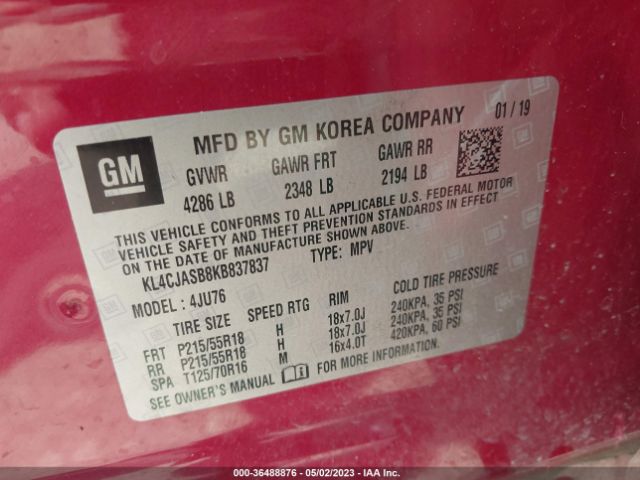 GM
MFD BY GM KOREA COMPANY 01 / 19
GVWR GAWR FRT GAWR RR
4286 LB 2348 LB 2194 LB
THIS VEHICLE CONFORMS TO ALL APPLICABLE U.S. FEDERAL MOTOR
VEHICLE SAFETY AND THEFT PREVENTION STANDARDS IN EFFECT
ON THE DATE OF MANUFACTURE SHOWN ABOVE.
KL4CJASB8KB837837 TYPE: MPV
MODEL : 4JU76
TIRE SIZE SPEED RTG RIM COLD TIRE PRESSURE
FRT P215/55R18 H 18x7.0J 240KPA, 35 PSI
RR P215/55R18 H 18x7.0J 240KPA, 35 PSI
SPA T125/70R16 M 16x4.0T 420KPA, 60 PSI
SEE OWNER'S MANUAL FOR MORE INFORMATION.
000-36488876 - 05/02/2023 - IAA Inc.